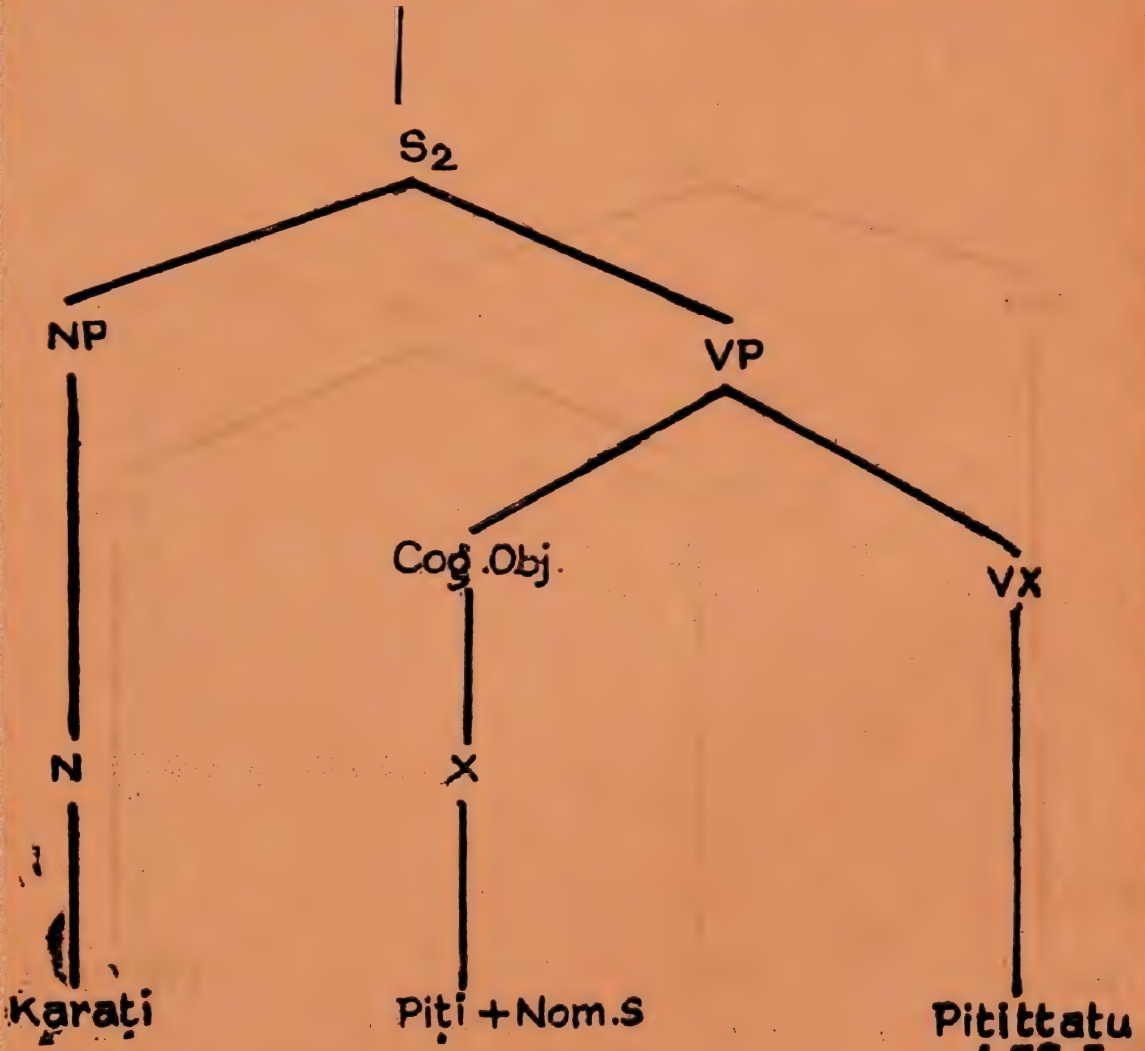 S₂
NP VP
Cog.Obj. VX
N X
Karaṭi Piṭi + Nom.S Piṭittatu